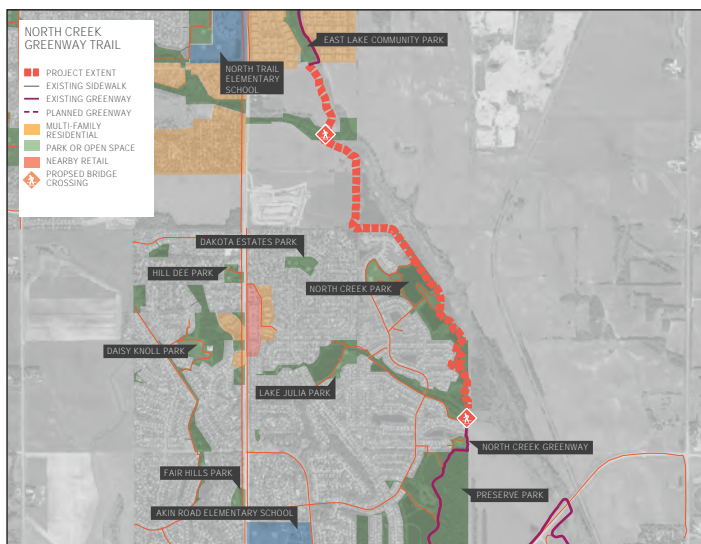 NORTH CREEK
GREENWAY TRAIL
PROJECT EXTENT
EXISTING SIDEWALK
EXISTING GREENWAY
PLANNED GREENWAY
MULTI-FAMILY
RESIDENTIAL
PARK OR OPEN SPACE
NEARBY RETAIL
PROPSED BRIDGE
CROSSING
EAST LAKE COMMUNITY PARK
NORTH TRAIL
ELEMENTARY
SCHOOL
DAKOTA ESTATES PARK
HILL DEE PARK
NORTH CREEK PARK
DAISY KNOLL PARK
LAKE JULIA PARK
NORTH CREEK GREENWAY
FAIR HILLS PARK
PRESERVE PARK
AKIN ROAD ELEMENTARY SCHOOL